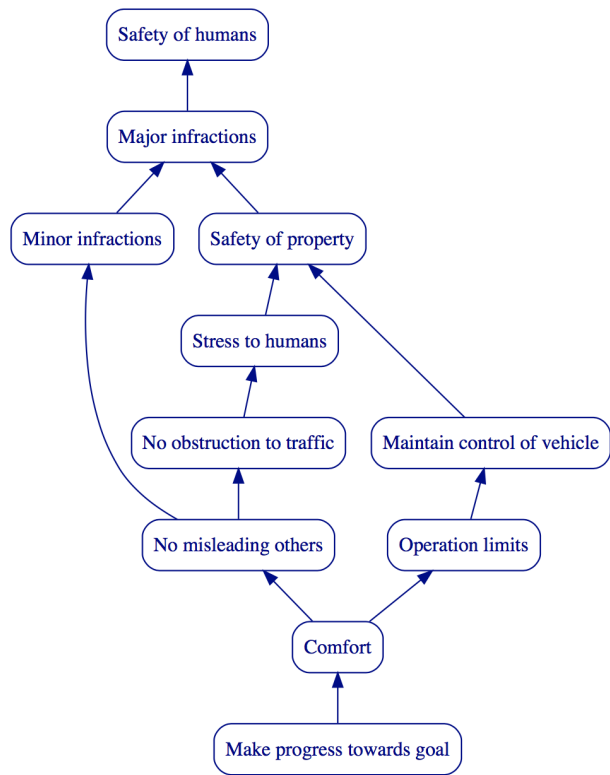 Safety of humans
Major infractions
Minor infractions
Safety of property
Stress to humans
No obstruction to traffic
Maintain control of vehicle
No misleading others
Operation limits
Comfort
Make progress towards goal